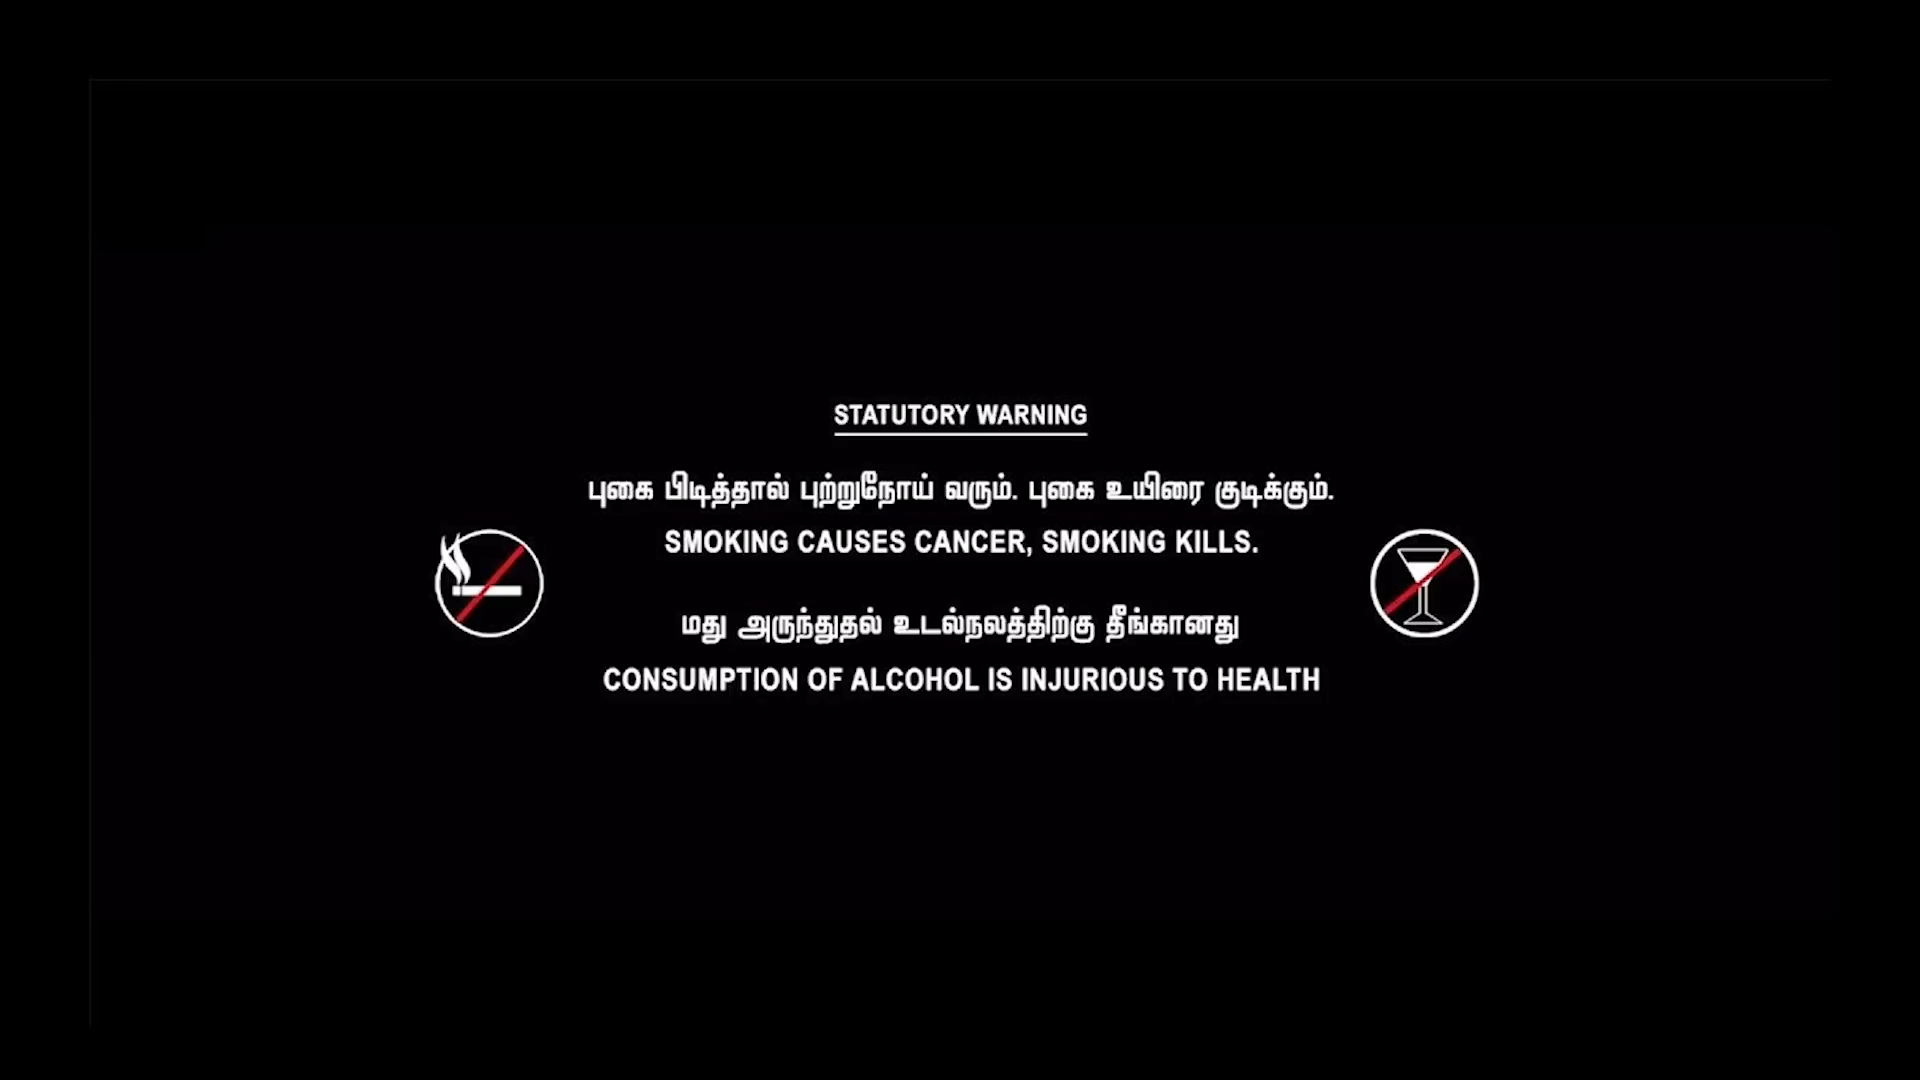 STATUTORY WARNING
புகை பிடித்தால் புற்றுநோய் வரும். புகை உயிரை குடிக்கும்.
SMOKING CAUSES CANCER, SMOKING KILLS.
மது அருந்துதல் உடல்நலத்திற்கு தீங்கானது
CONSUMPTION OF ALCOHOL IS INJURIOUS TO HEALTH